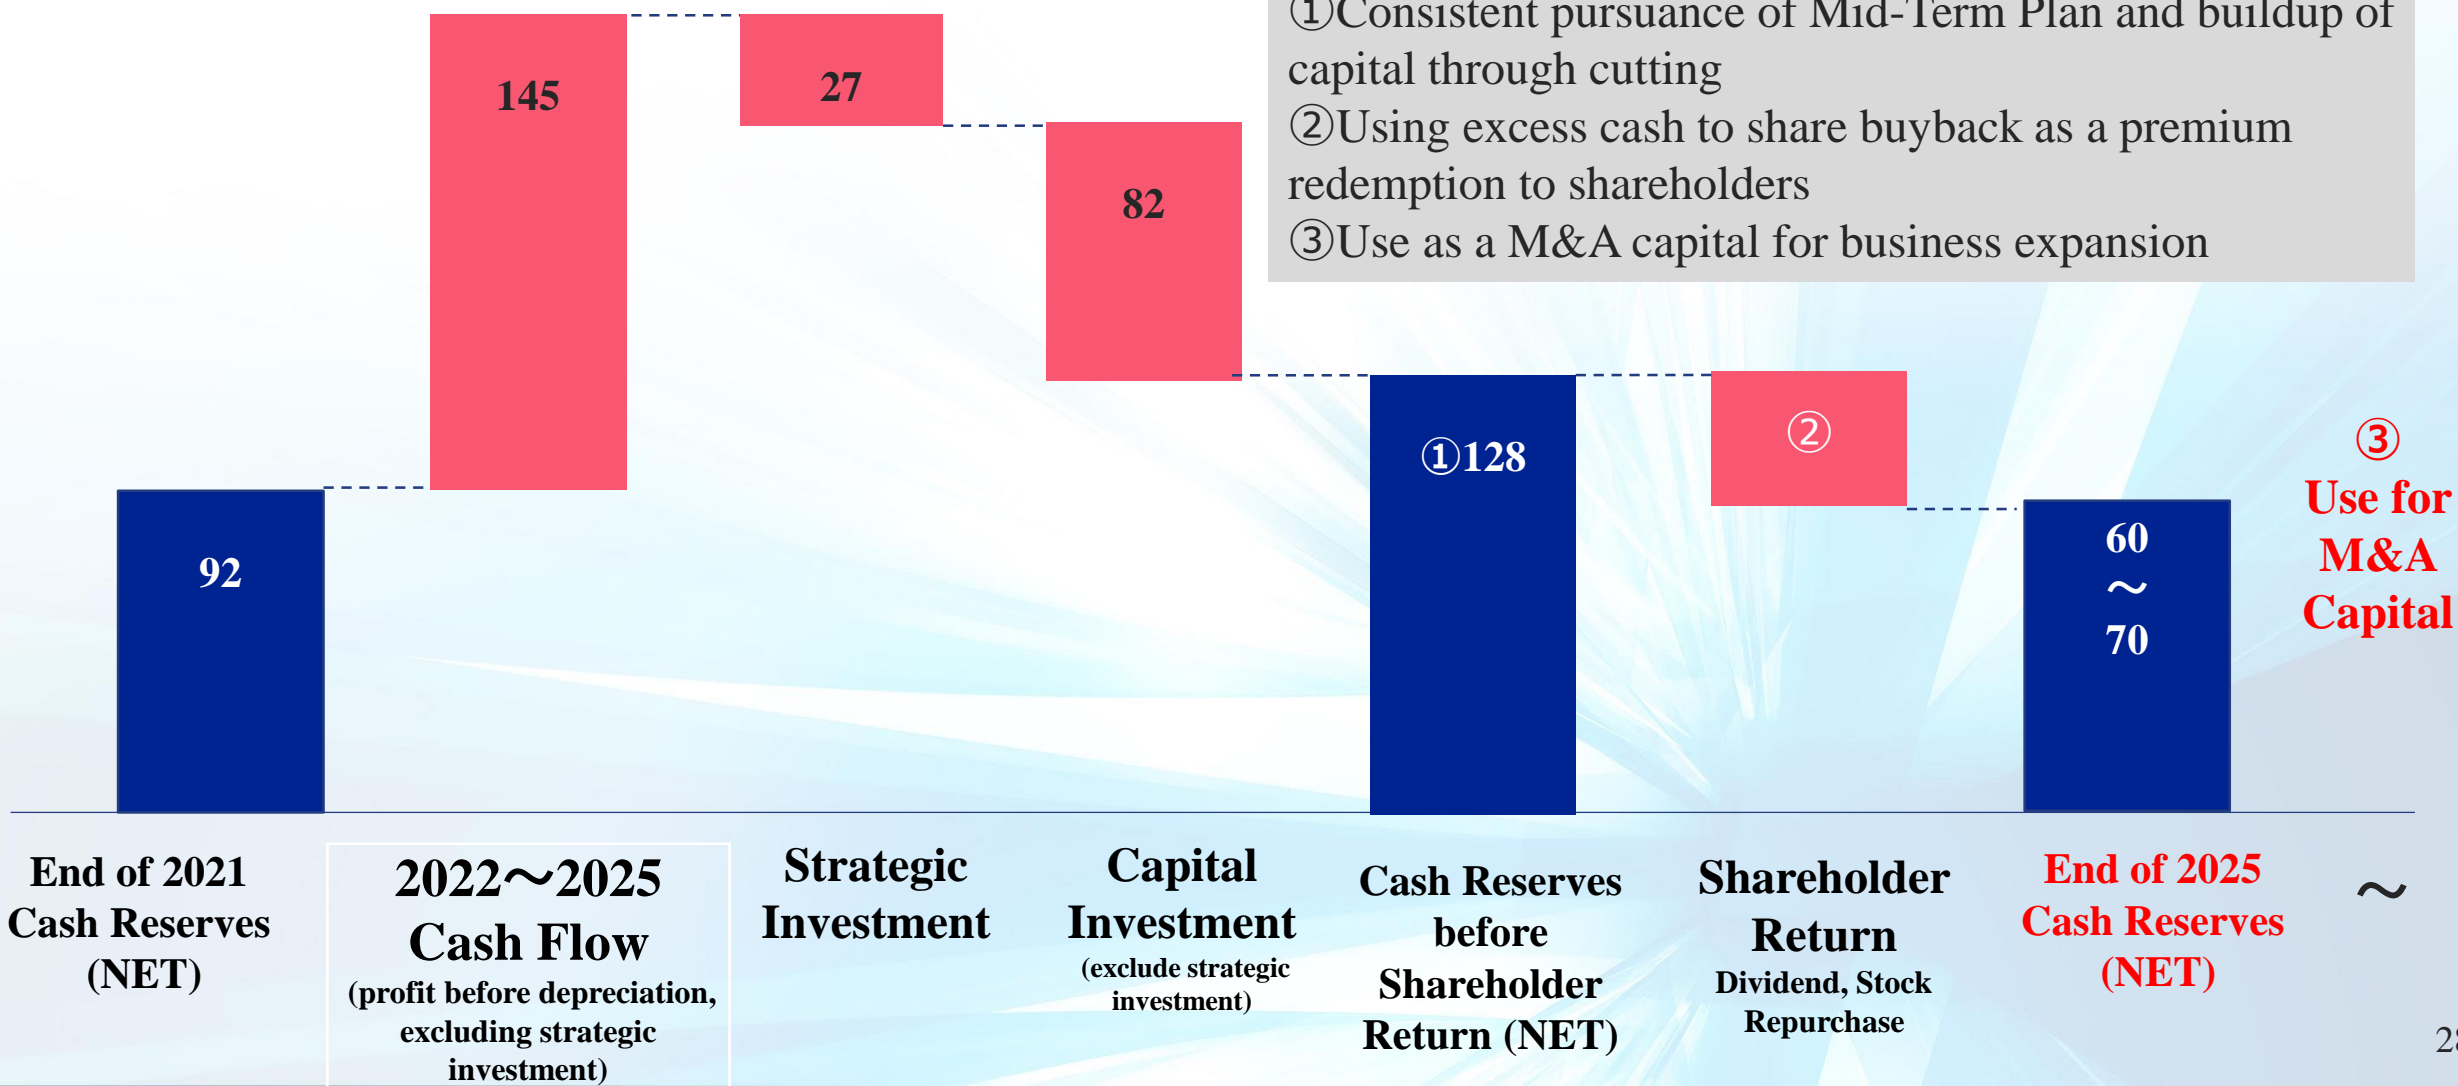 ①Consistent pursuance of Mid-Term Plan and buildup of
capital through cutting
②Using excess cash to share buyback as a premium
redemption to shareholders
③Use as a M&A capital for business expansion
145
27
82
92
①128
②
60
～
70
③
Use for
M&A
Capital
End of 2021
Cash Reserves
(NET)
2022～2025
Cash Flow
(profit before depreciation,
excluding strategic
investment)
Strategic
Investment
Capital
Investment
(exclude strategic
investment)
Cash Reserves
before
Shareholder
Return (NET)
Shareholder
Return
Dividend, Stock
Repurchase
End of 2025
Cash Reserves
(NET)
～
28